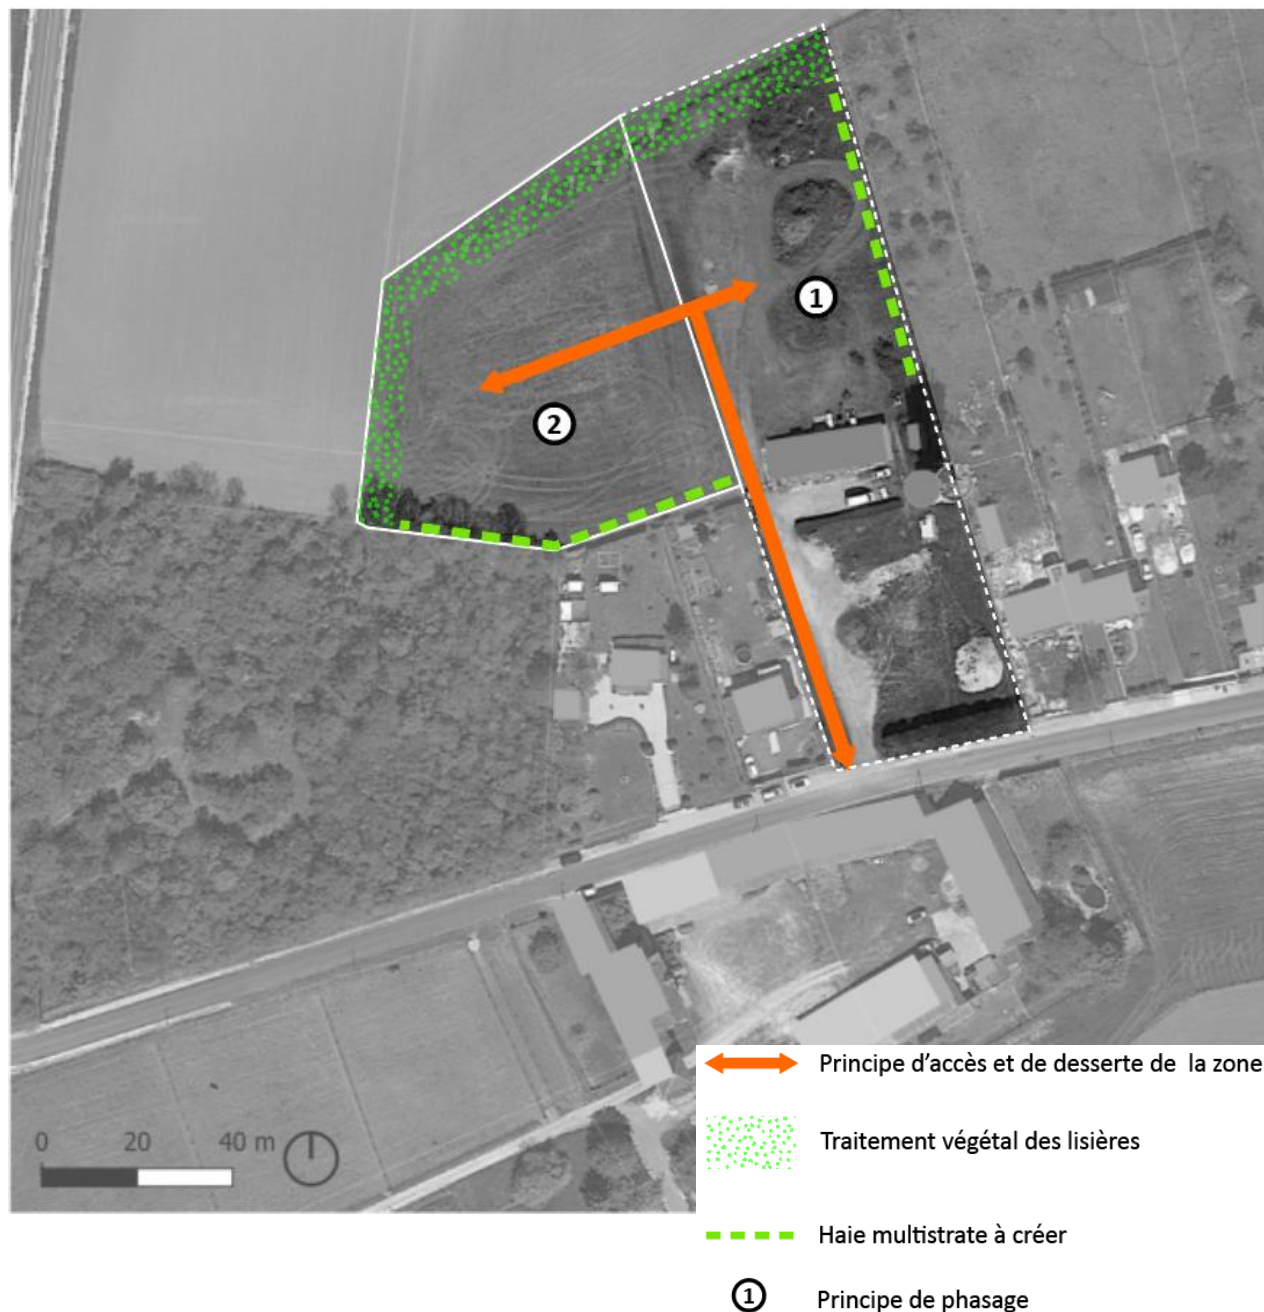 1
2
Principe d'accès et de desserte de la zone
0 20 40 m
Traitement végétal des lisières
Haie multistrate à créer
1 Principe de phasage